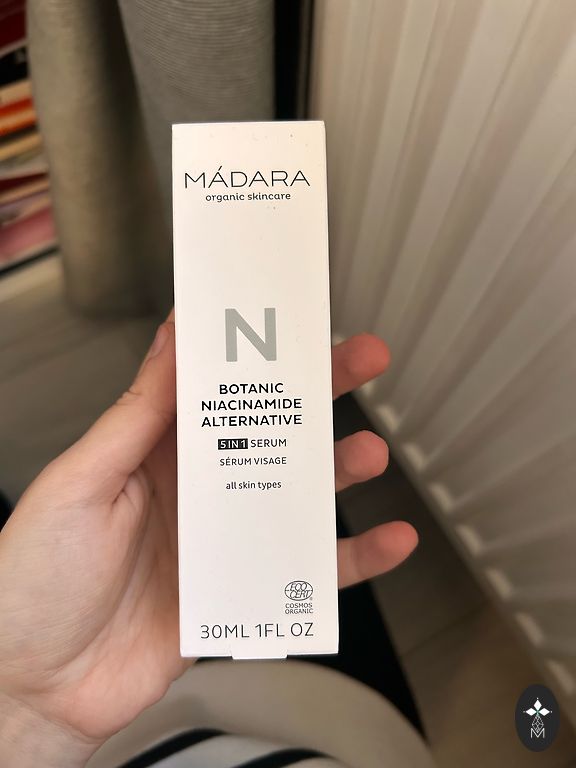 MÁDARA
organic skincare
N
BOTANIC
NIACINAMIDE
ALTERNATIVE
5 IN 1 SERUM
SÉRUM VISAGE
all skin types
ECO
CERT
COSMOS
ORGANIC
30ML 1FL OZ
M